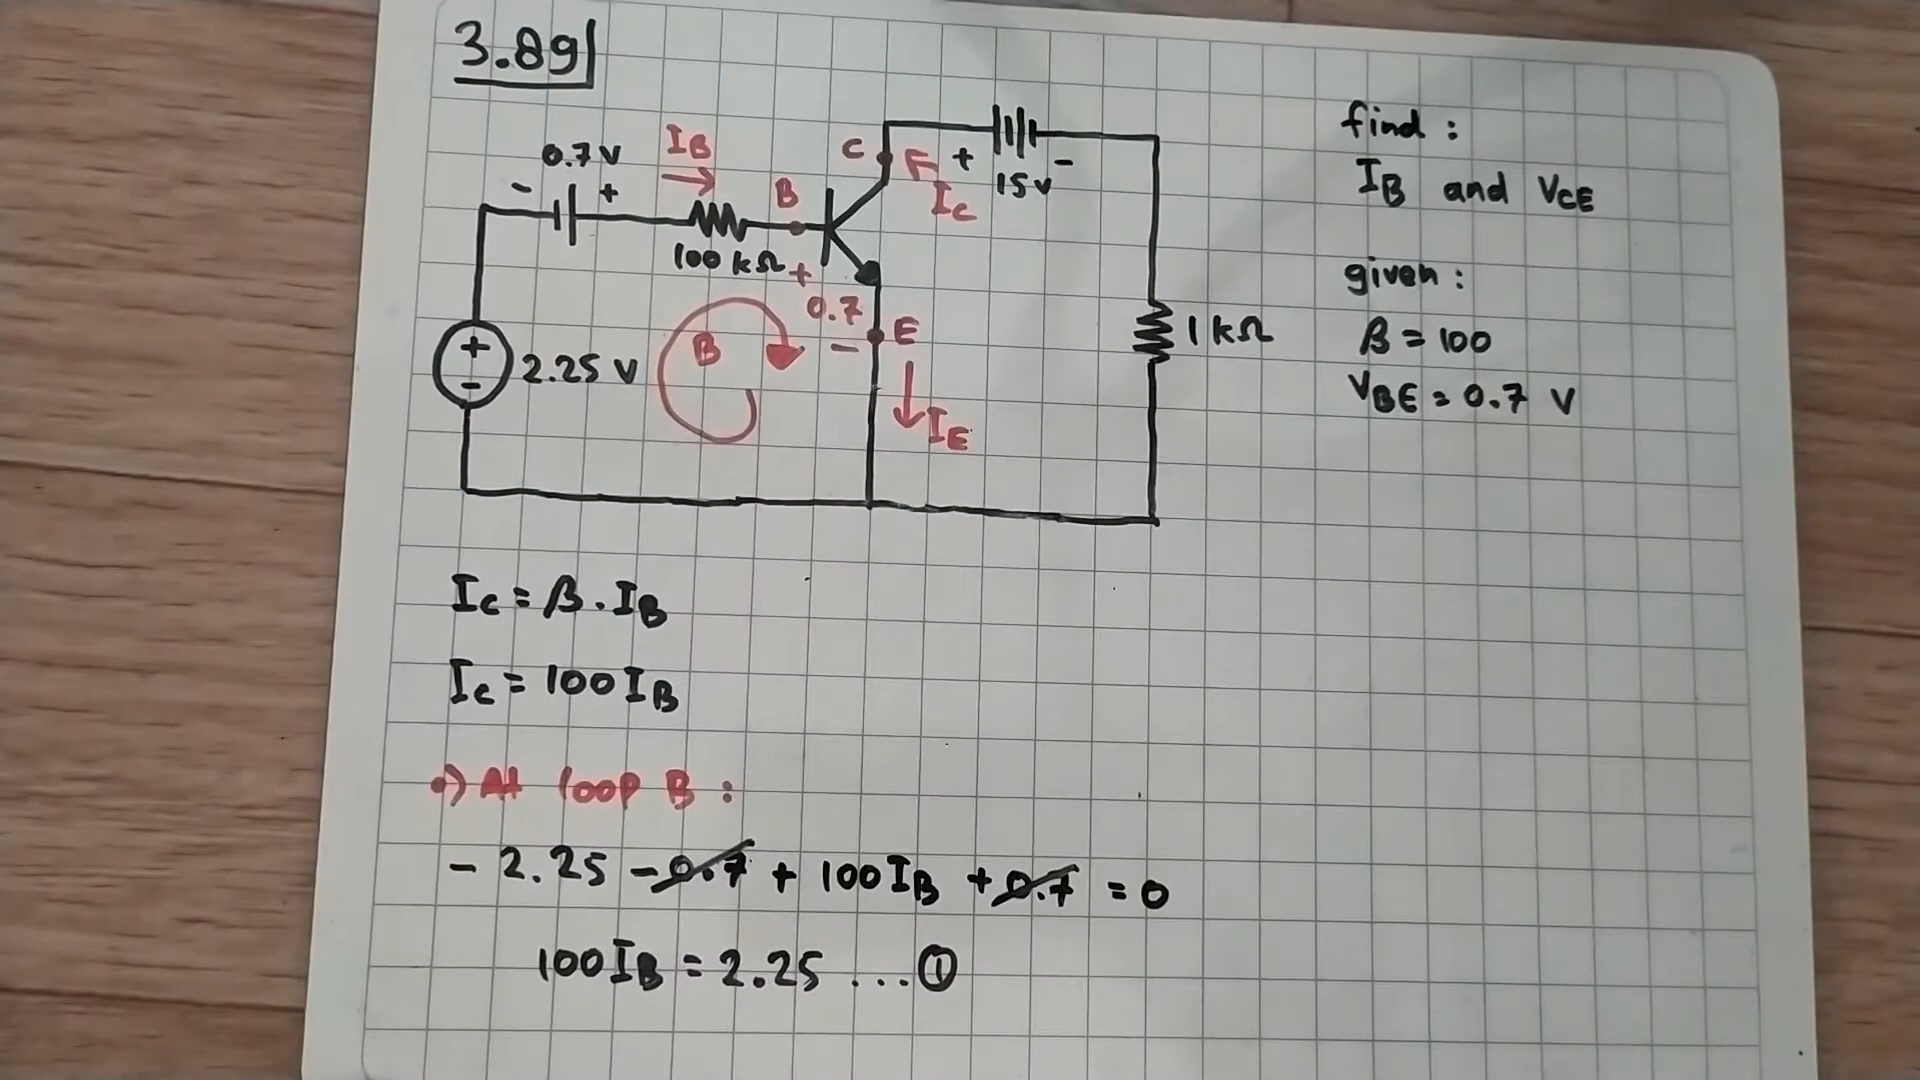 3.89
0.7 V
- +
IB
100 kΩ
B
C
IC
+ -
15V
find :
IB and VCE
given :
β = 100
VBE = 0.7 V
+
-
2.25 V
B
+
0.7
-
E
IE
1 kΩ
IC = β . IB
IC = 100 IB
At loop B :
- 2.25 - 0.7 + 100 IB + 0.7 = 0
100 IB = 2.25 ... ①